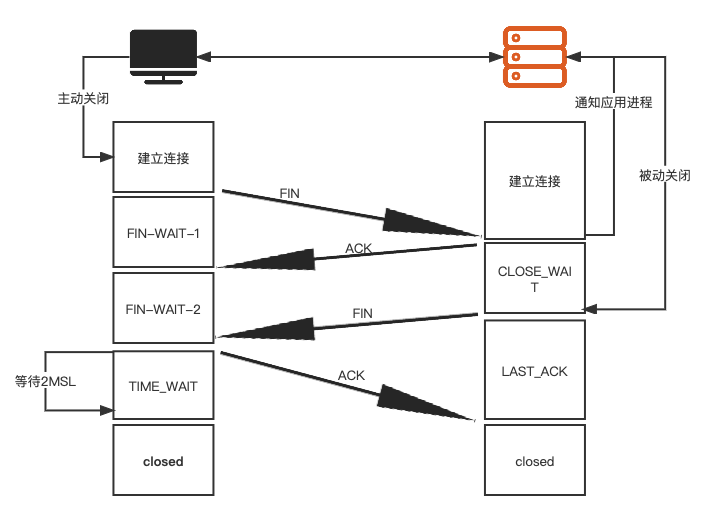 主动关闭
通知应用进程
建立连接
建立连接
被动关闭
FIN
FIN-WAIT-1
ACK
CLOSE_WAI
T
FIN-WAIT-2
FIN
等待2MSL
TIME_WAIT
ACK
LAST_ACK
closed
closed